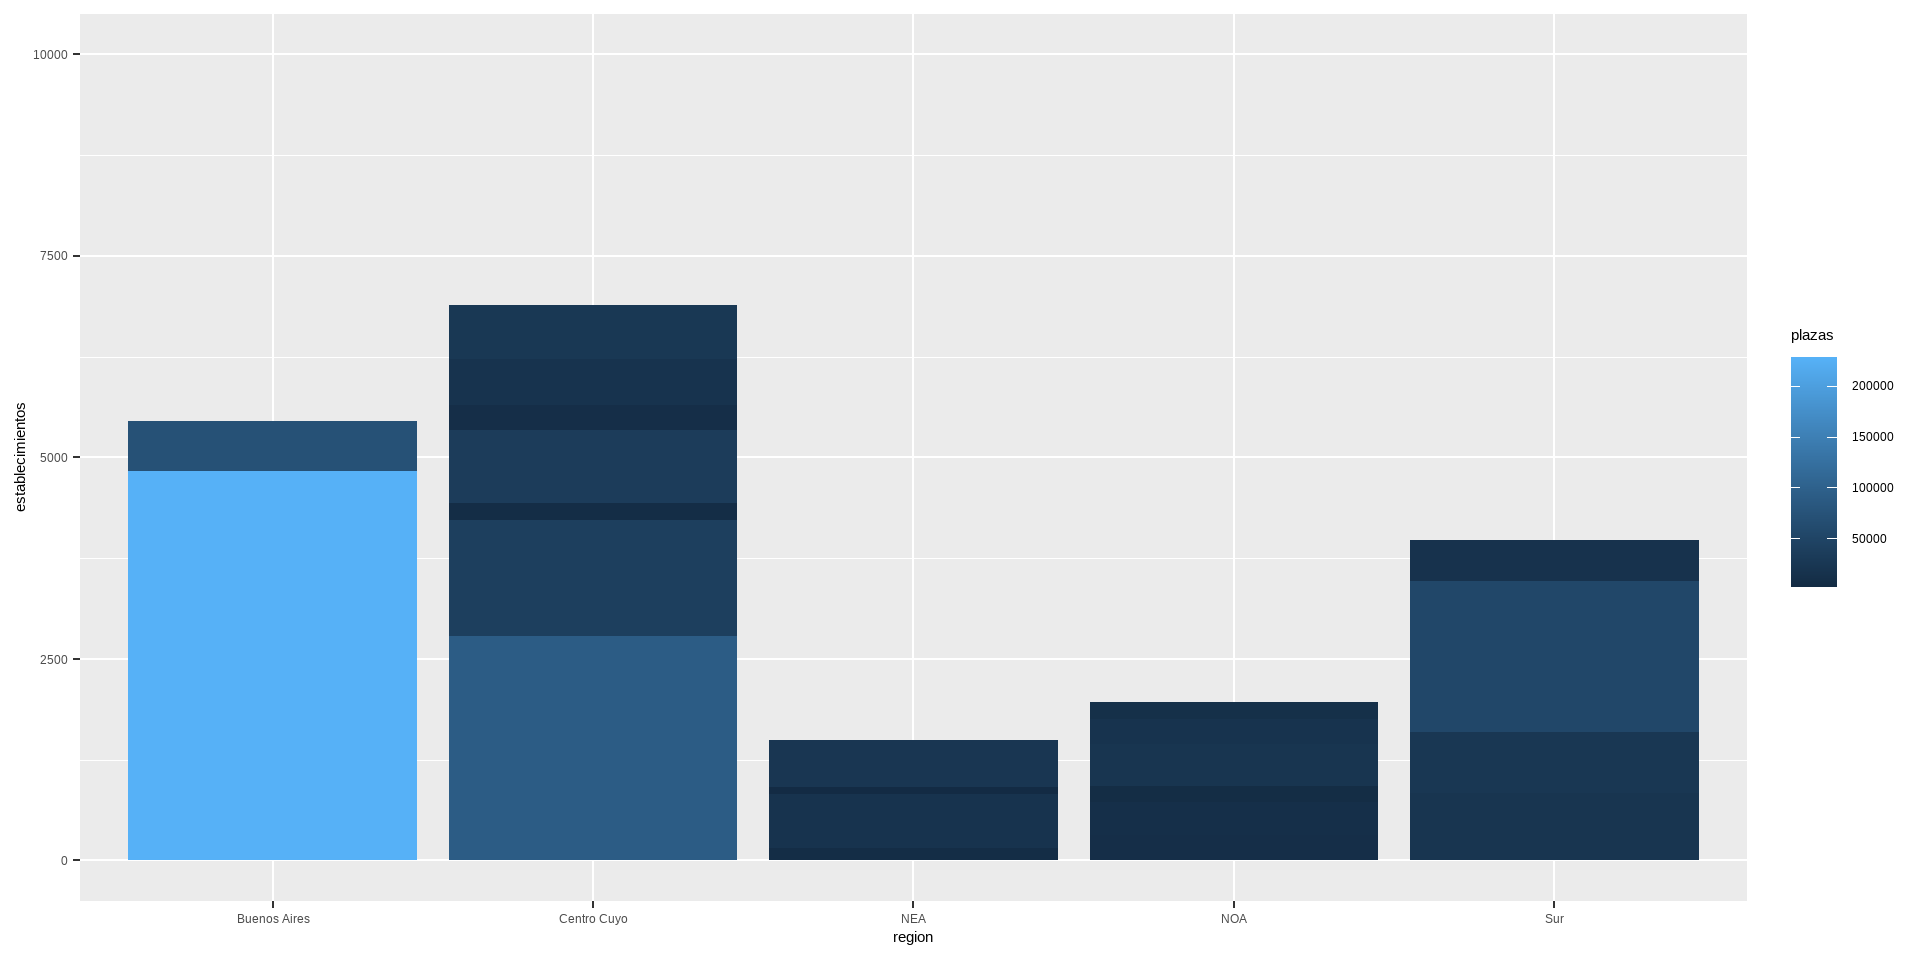 10000
7500
5000
2500
0
establecimientos
Buenos Aires
Centro Cuyo
NEA
NOA
Sur
region
plazas
200000
150000
100000
50000